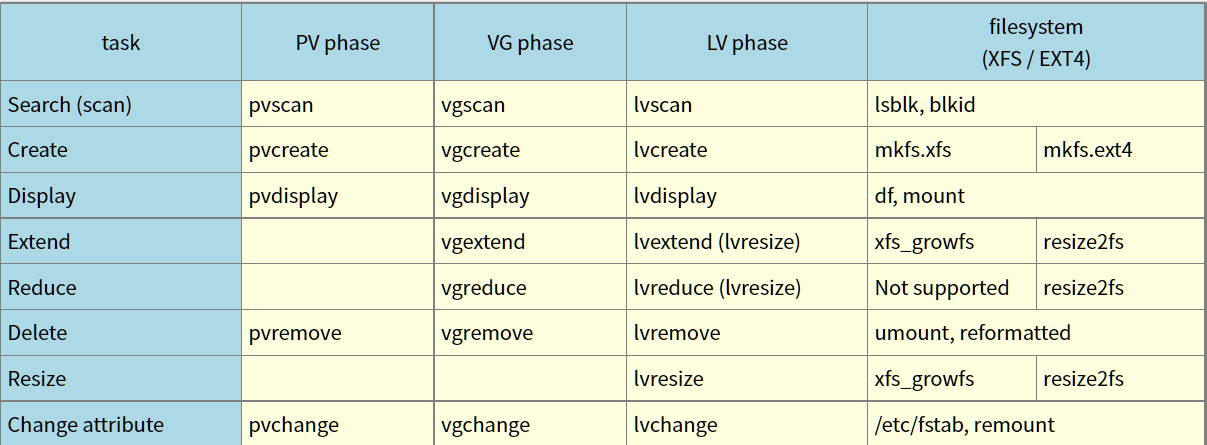 task PV phase VG phase LV phase filesystem
(XFS / EXT4)
Search (scan) pvscan vgscan lvscan lsblk, blkid
Create pvcreate vgcreate lvcreate mkfs.xfs mkfs.ext4
Display pvdisplay vgdisplay lvdisplay df, mount
Extend vgextend lvextend (lvresize) xfs_growfs resize2fs
Reduce vgreduce lvreduce (lvresize) Not supported resize2fs
Delete pvremove vgremove lvremove umount, reformatted
Resize lvresize xfs_growfs resize2fs
Change attribute pvchange vgchange lvchange /etc/fstab, remount